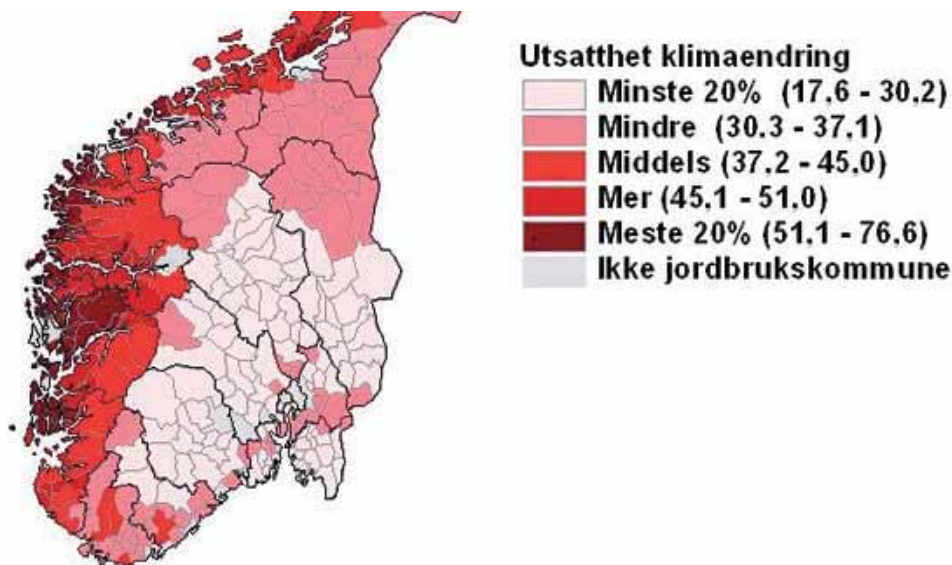 Utsatthet klimaendring
Minste 20% (17,6 - 30,2)
Mindre (30.3 - 37,1)
Middels (37,2 - 45,0)
Mer (45,1 - 51,0)
Meste 20% (51,1 - 76,6)
Ikke jordbrukskommune